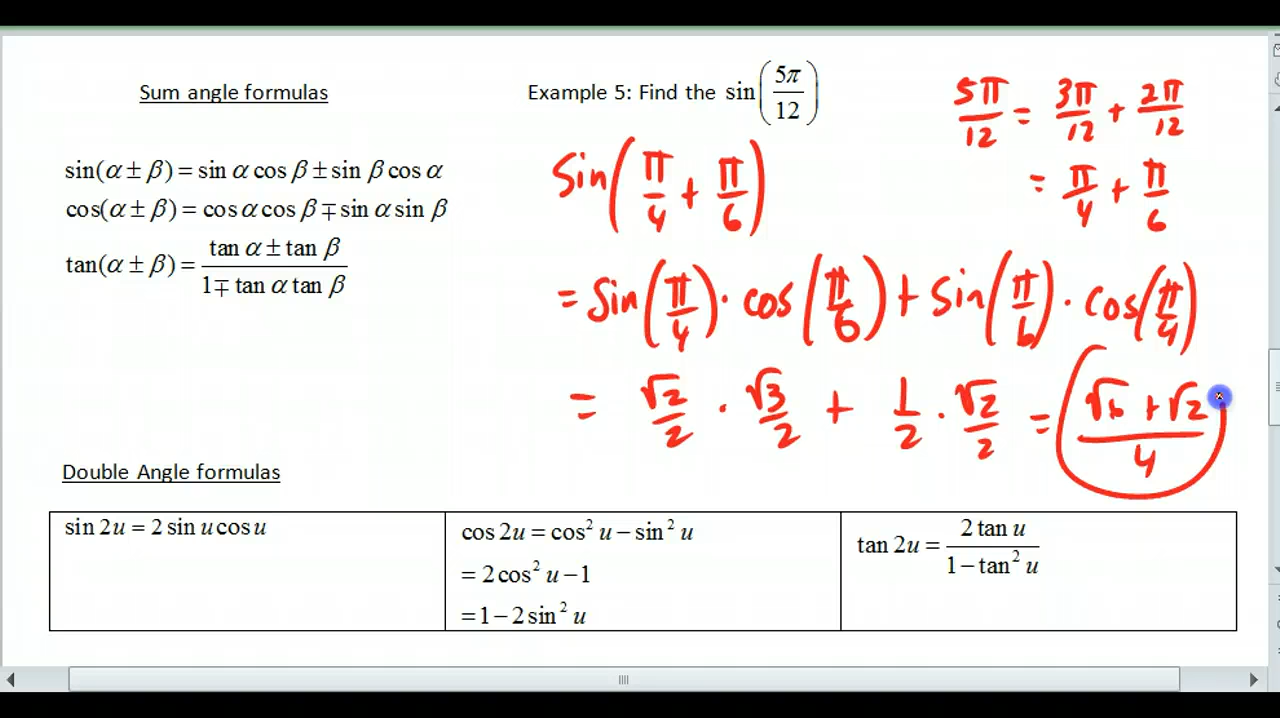 Sum angle formulas
sin(α ± β) = sin α cos β ± sin β cos α
cos(α ± β) = cos α cos β ∓ sin α sin β
tan(α ± β) = (tan α ± tan β) / (1 ∓ tan α tan β)
Example 5: Find the sin(5π/12)
5π/12 = 3π/12 + 2π/12
= π/4 + π/6
Sin(π/4 + π/6)
= Sin(π/4) · cos(π/6) + Sin(π/6) · cos(π/4)
= √2/2 · √3/2 + 1/2 · √2/2 = (√6 + √2)/4
Double Angle formulas
sin 2u = 2 sin u cos u
cos 2u = cos² u − sin² u
= 2cos² u − 1
= 1 − 2sin² u
tan 2u = 2 tan u / (1 − tan² u)